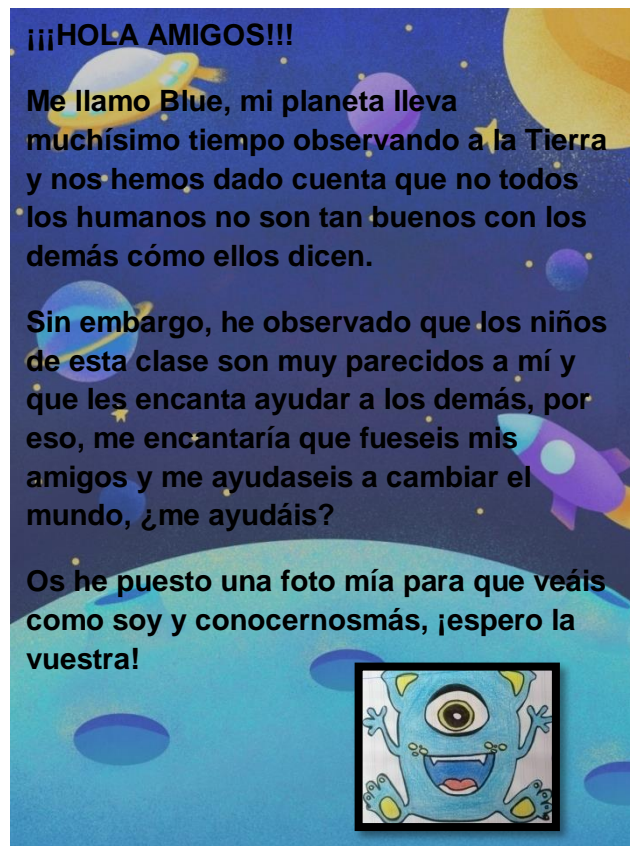 ¡¡¡HOLA AMIGOS!!!
Me llamo Blue, mi planeta lleva
muchísimo tiempo observando a la Tierra
y nos hemos dado cuenta que no todos
los humanos no son tan buenos con los
demás cómo ellos dicen.
Sin embargo, he observado que los niños
de esta clase son muy parecidos a mí y
que les encanta ayudar a los demás, por
eso, me encantaría que fueseis mis
amigos y me ayudaseis a cambiar el
mundo, ¿me ayudáis?
Os he puesto una foto mía para que veáis
como soy y conocernosmás, ¡espero la
vuestra!